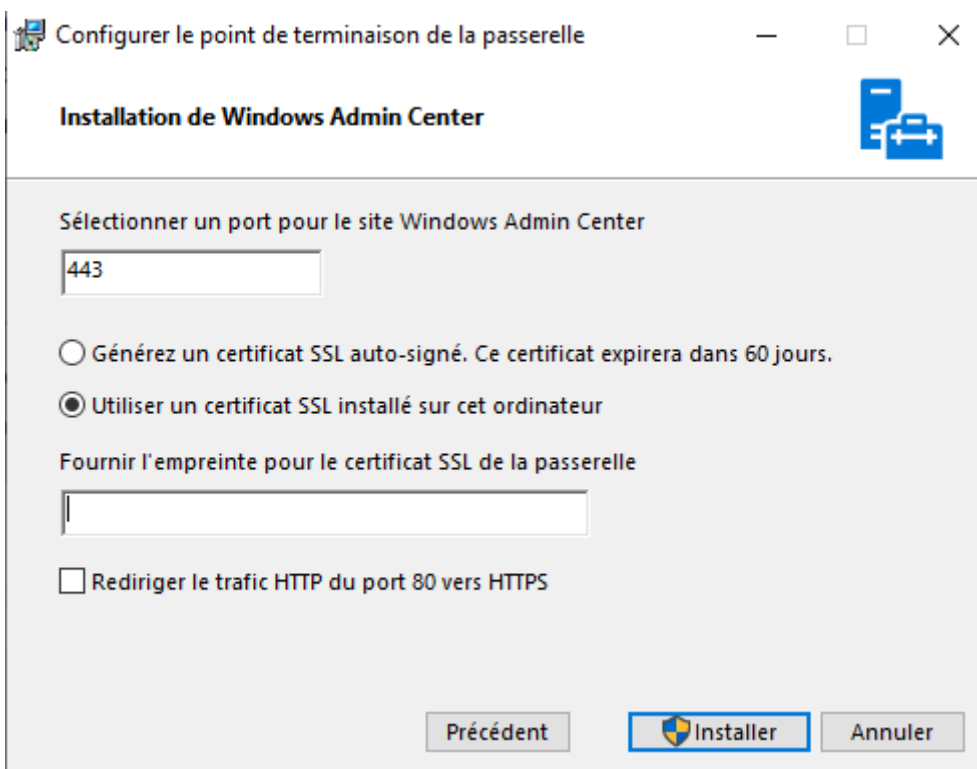 Configurer le point de terminaison de la passerelle
Installation de Windows Admin Center
Sélectionner un port pour le site Windows Admin Center
443
Générez un certificat SSL auto-signé. Ce certificat expirera dans 60 jours.
Utiliser un certificat SSL installé sur cet ordinateur
Fournir l'empreinte pour le certificat SSL de la passerelle
Rediriger le trafic HTTP du port 80 vers HTTPS
Précédent
Installer
Annuler